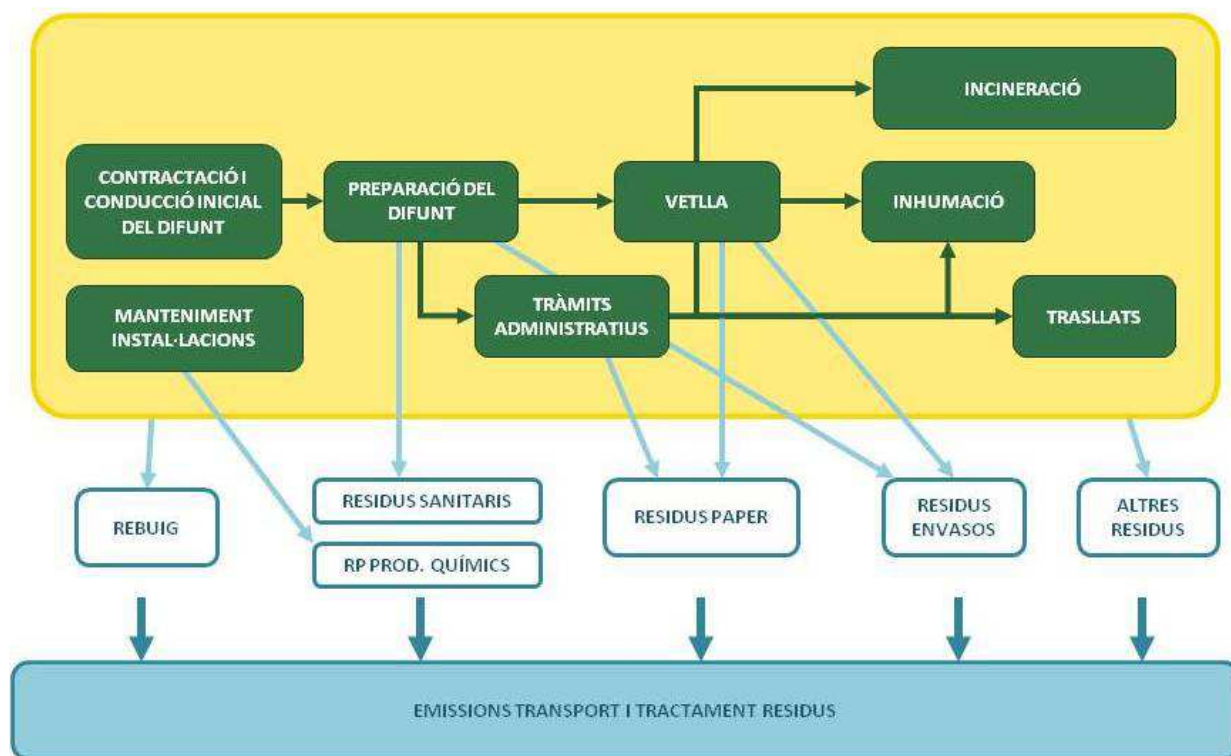 INCINERACIÓ
CONTRACTACIÓ I
CONDUCCIÓ INICIAL
DEL DIFUNT
PREPARACIÓ DEL
DIFUNT
VETLLA
INHUMACIÓ
MANTENIMENT
INSTAL·LACIONS
TRÀMITS
ADMINISTRATIUS
TRASLLATS
REBUIG
RESIDUS SANITARIS
RP PROD. QUÍMICS
RESIDUS PAPER
RESIDUS
ENVASOS
ALTRES
RESIDUS
EMISSIONS TRANSPORT I TRACTAMENT RESIDUS